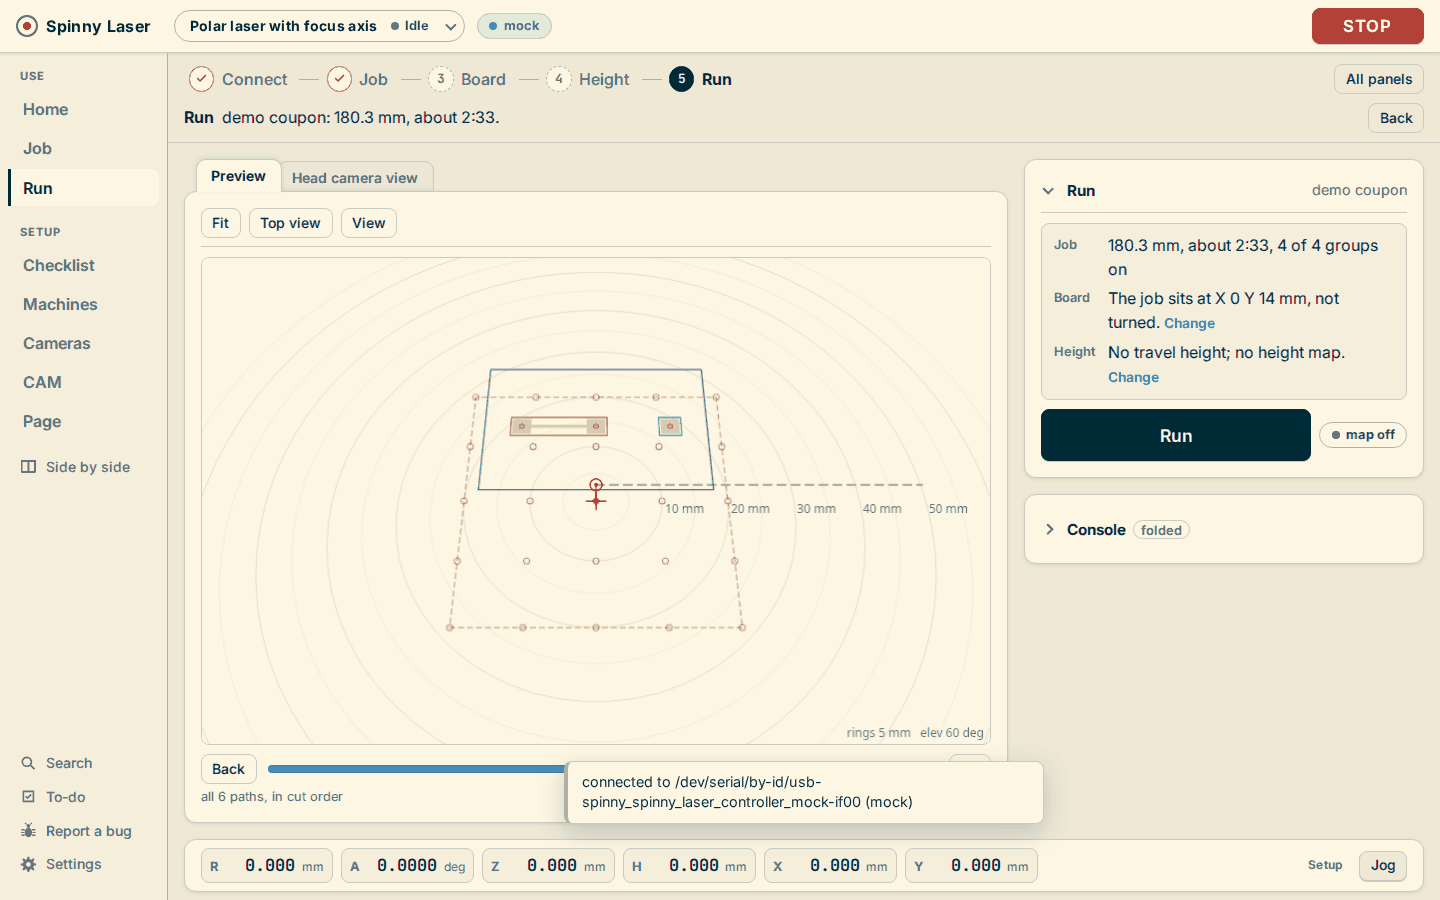 Spinny Laser
Polar laser with focus axis
Idle
mock
STOP
USE
Home
Job
Run
SETUP
Checklist
Machines
Cameras
CAM
Page
Side by side
Search
To-do
Report a bug
Settings
Connect
Job
3 Board
4 Height
5 Run
All panels
Run demo coupon: 180.3 mm, about 2:33.
Back
Preview
Head camera view
Fit
Top view
View
10 mm
20 mm
30 mm
40 mm
50 mm
rings 5 mm elev 60 deg
Back
all 6 paths, in cut order
connected to /dev/serial/by-id/usb-
spinny_spinny_laser_controller_mock-if00 (mock)
Run
demo coupon
Job 180.3 mm, about 2:33, 4 of 4 groups
on
Board The job sits at X 0 Y 14 mm, not
turned. Change
Height No travel height; no height map.
Change
Run
map off
Console folded
R 0.000 mm
A 0.0000 deg
Z 0.000 mm
H 0.000 mm
X 0.000 mm
Y 0.000 mm
Setup
Jog